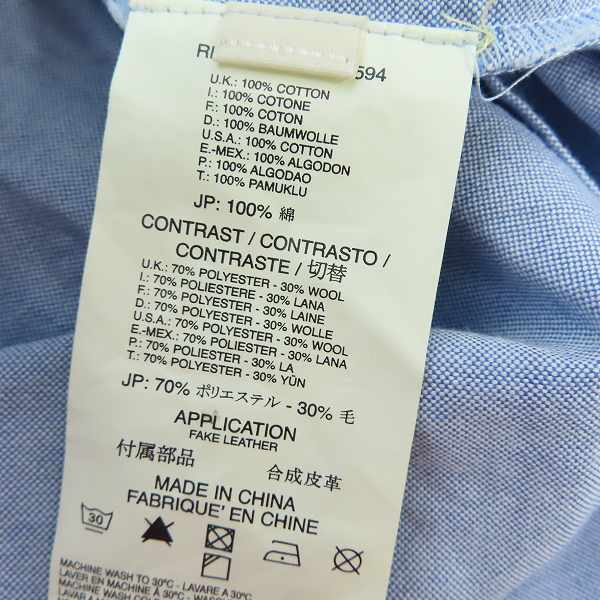 594
U.K.: 100% COTTON
I.: 100% COTONE
F.: 100% COTON
D.: 100% BAUMWOLLE
U.S.A.: 100% COTTON
E.-MEX.: 100% ALGODON
P.: 100% ALGODAO
T.: 100% PAMUKLU
JP: 100% 綿
CONTRAST / CONTRASTO /
CONTRASTE / 切替
U.K.: 70% POLYESTER - 30% WOOL
I.: 70% POLIESTERE - 30% LANA
F.: 70% POLYESTER - 30% LAINE
D.: 70% POLYESTER - 30% WOLLE
U.S.A.: 70% POLYESTER - 30% WOOL
E.-MEX.: 70% POLIESTER - 30% LANA
P.: 70% POLIESTER - 30% LA
T.: 70% POLYESTER - 30% YÜN
JP: 70% ポリエステル - 30% 毛
APPLICATION
FAKE LEATHER
付属部品 合成皮革
MADE IN CHINA
FABRIQUE' EN CHINE
30
MACHINE WASH TO 30°C - LAVARE A 30°C
LAVER EN MACHINE À 30°C -